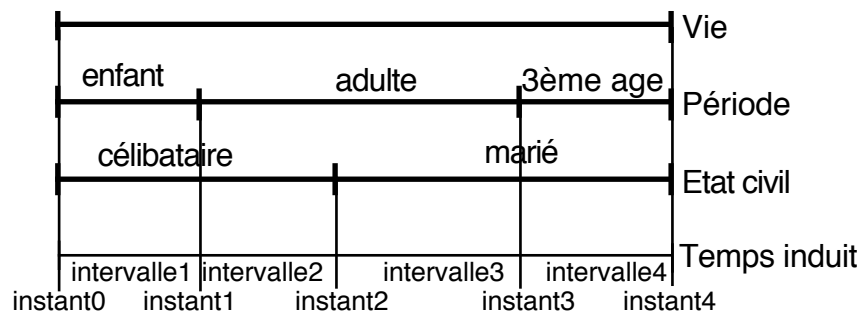 Vie
enfant adulte 3ème age Période
célibataire marié Etat civil
Temps induit
intervalle1 intervalle2 intervalle3 intervalle4
instant0 instant1 instant2 instant3 instant4